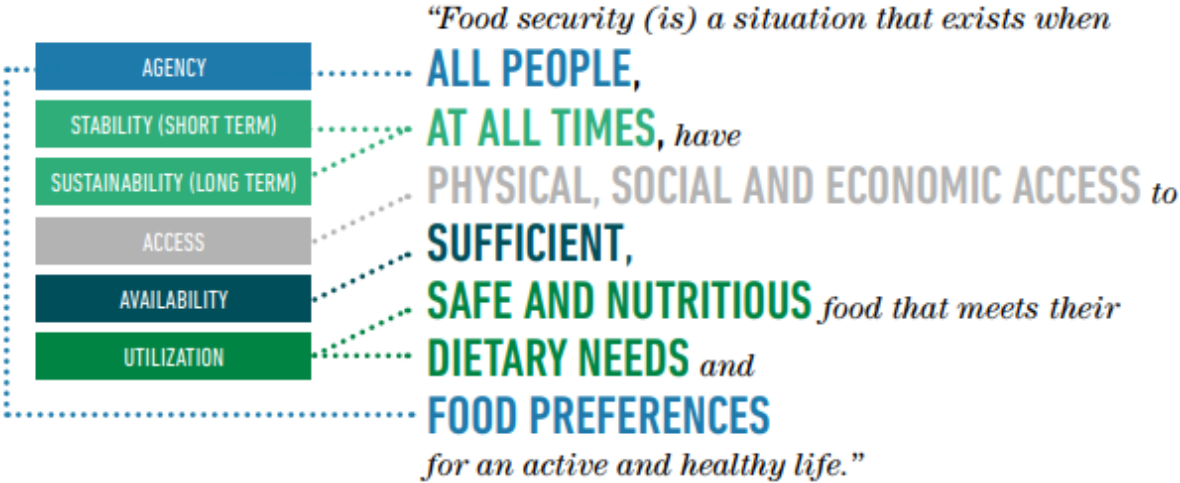 “Food security (is) a situation that exists when
AGENCY
ALL PEOPLE,
STABILITY (SHORT TERM)
AT ALL TIMES, have
SUSTAINABILITY (LONG TERM)
PHYSICAL, SOCIAL AND ECONOMIC ACCESS to
ACCESS
SUFFICIENT,
AVAILABILITY
SAFE AND NUTRITIOUS food that meets their
UTILIZATION
DIETARY NEEDS and
FOOD PREFERENCES
for an active and healthy life.”